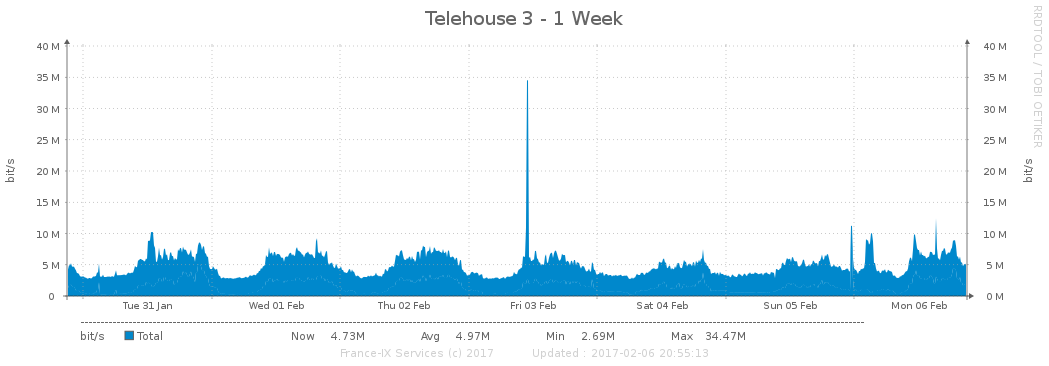 Telehouse 3 - 1 Week
RRDTOOL / TOBI OETIKER
bit/s
bit/s
40 M 40 M
35 M 35 M
30 M 30 M
25 M 25 M
20 M 20 M
15 M 15 M
10 M 10 M
5 M 5 M
0 0 M
Tue 31 Jan Wed 01 Feb Thu 02 Feb Fri 03 Feb Sat 04 Feb Sun 05 Feb Mon 06 Feb
bit/s Total Now 4.73M Avg 4.97M Min 2.69M Max 34.47M
France-IX Services (c) 2017 Updated : 2017-02-06 20:55:13